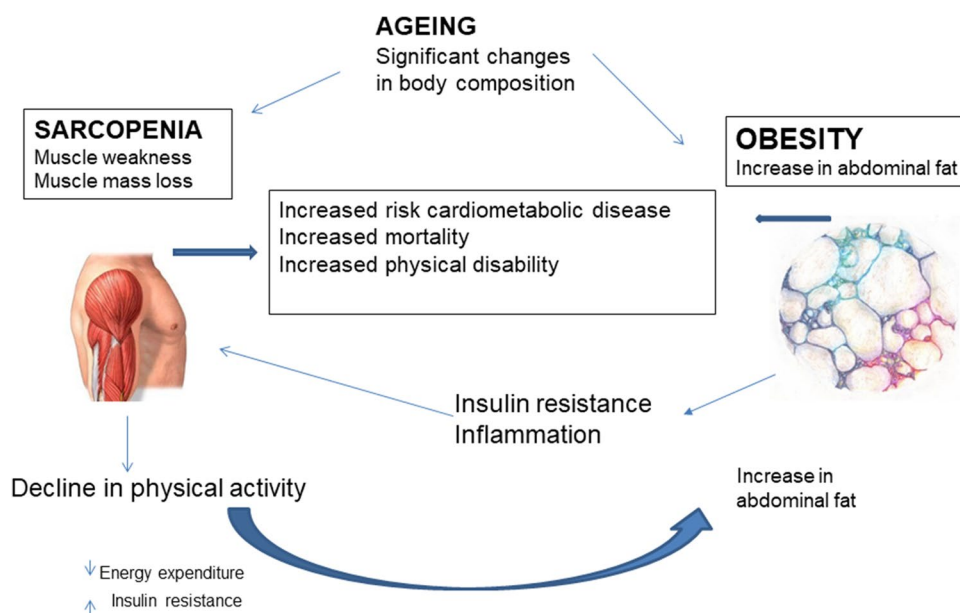 AGEING
Significant changes
in body composition
SARCOPENIA
Muscle weakness
Muscle mass loss
OBESITY
Increase in abdominal fat
Increased risk cardiometabolic disease
Increased mortality
Increased physical disability
Insulin resistance
Inflammation
Decline in physical activity
Increase in
abdominal fat
↓ Energy expenditure
↑ Insulin resistance